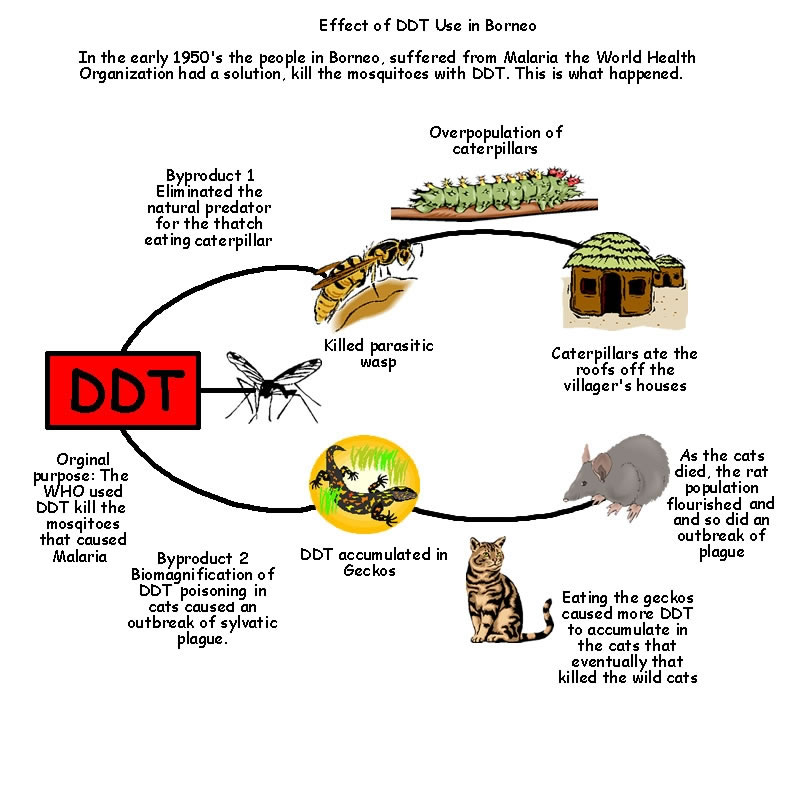 Effect of DDT Use in Borneo
In the early 1950's the people in Borneo, suffered from Malaria the World Health
Organization had a solution, kill the mosquitoes with DDT. This is what happened.
Overpopulation of
caterpillars
Byproduct 1
Eliminated the
natural predator
for the thatch
eating caterpillar
Killed parasitic
wasp
Caterpillars ate the
roofs off the
villager's houses
DDT
Orginal
purpose: The
WHO used
DDT kill the
mosqitoes
that caused
Malaria
Byproduct 2
Biomagnification of
DDT poisoning in
cats caused an
outbreak of sylvatic
plague.
DDT accumulated in
Geckos
As the cats
died, the rat
population
flourished and
and so did an
outbreak of
plague
Eating the geckos
caused more DDT
to accumulate in
the cats that
eventually that
killed the wild cats